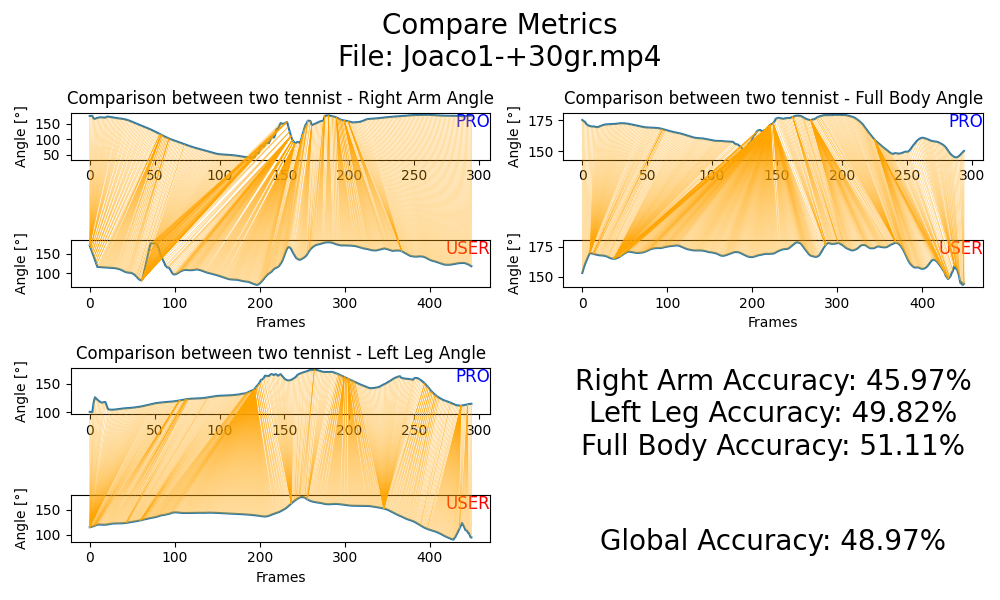 Compare Metrics
File: Joaco1-+30gr.mp4
Comparison between two tennist - Right Arm Angle
Angle [°]
150
100
50
PRO
0 50 100 150 200 250 300
Angle [°]
150
100
USER
0 100 200 300 400
Frames
Comparison between two tennist - Full Body Angle
Angle [°]
175
150
PRO
0 50 100 150 200 250 300
Angle [°]
175
150
USER
0 100 200 300 400
Frames
Comparison between two tennist - Left Leg Angle
Angle [°]
150
100
PRO
0 50 100 150 200 250 300
Angle [°]
150
100
USER
0 100 200 300 400
Frames
Right Arm Accuracy: 45.97%
Left Leg Accuracy: 49.82%
Full Body Accuracy: 51.11%
Global Accuracy: 48.97%